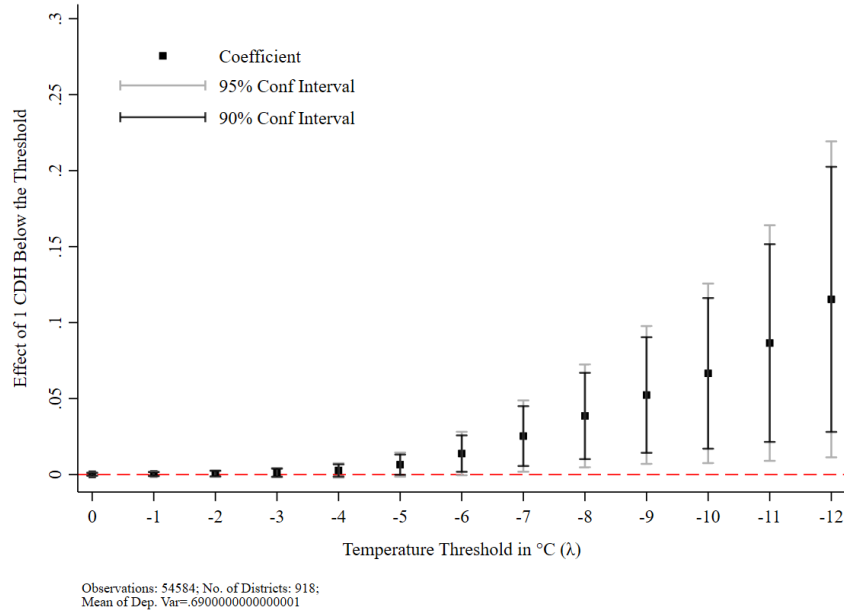 Effect of 1 CDH Below the Threshold
.3
.25
.2
.15
.1
.05
0
Coefficient
95% Conf Interval
90% Conf Interval
0 -1 -2 -3 -4 -5 -6 -7 -8 -9 -10 -11 -12
Temperature Threshold in °C (λ)
Observations: 54584; No. of Districts: 918;
Mean of Dep. Var=.6900000000000001